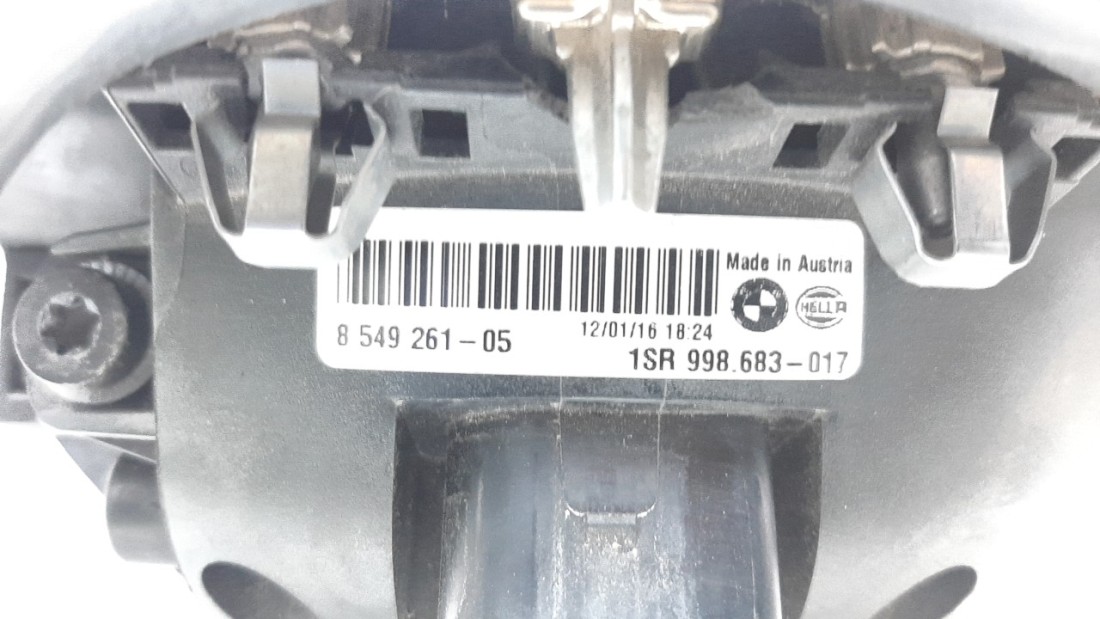 Made in Austria
HELLA
8 549 261-05
12/01/16 18:24
1SR 998.683-017